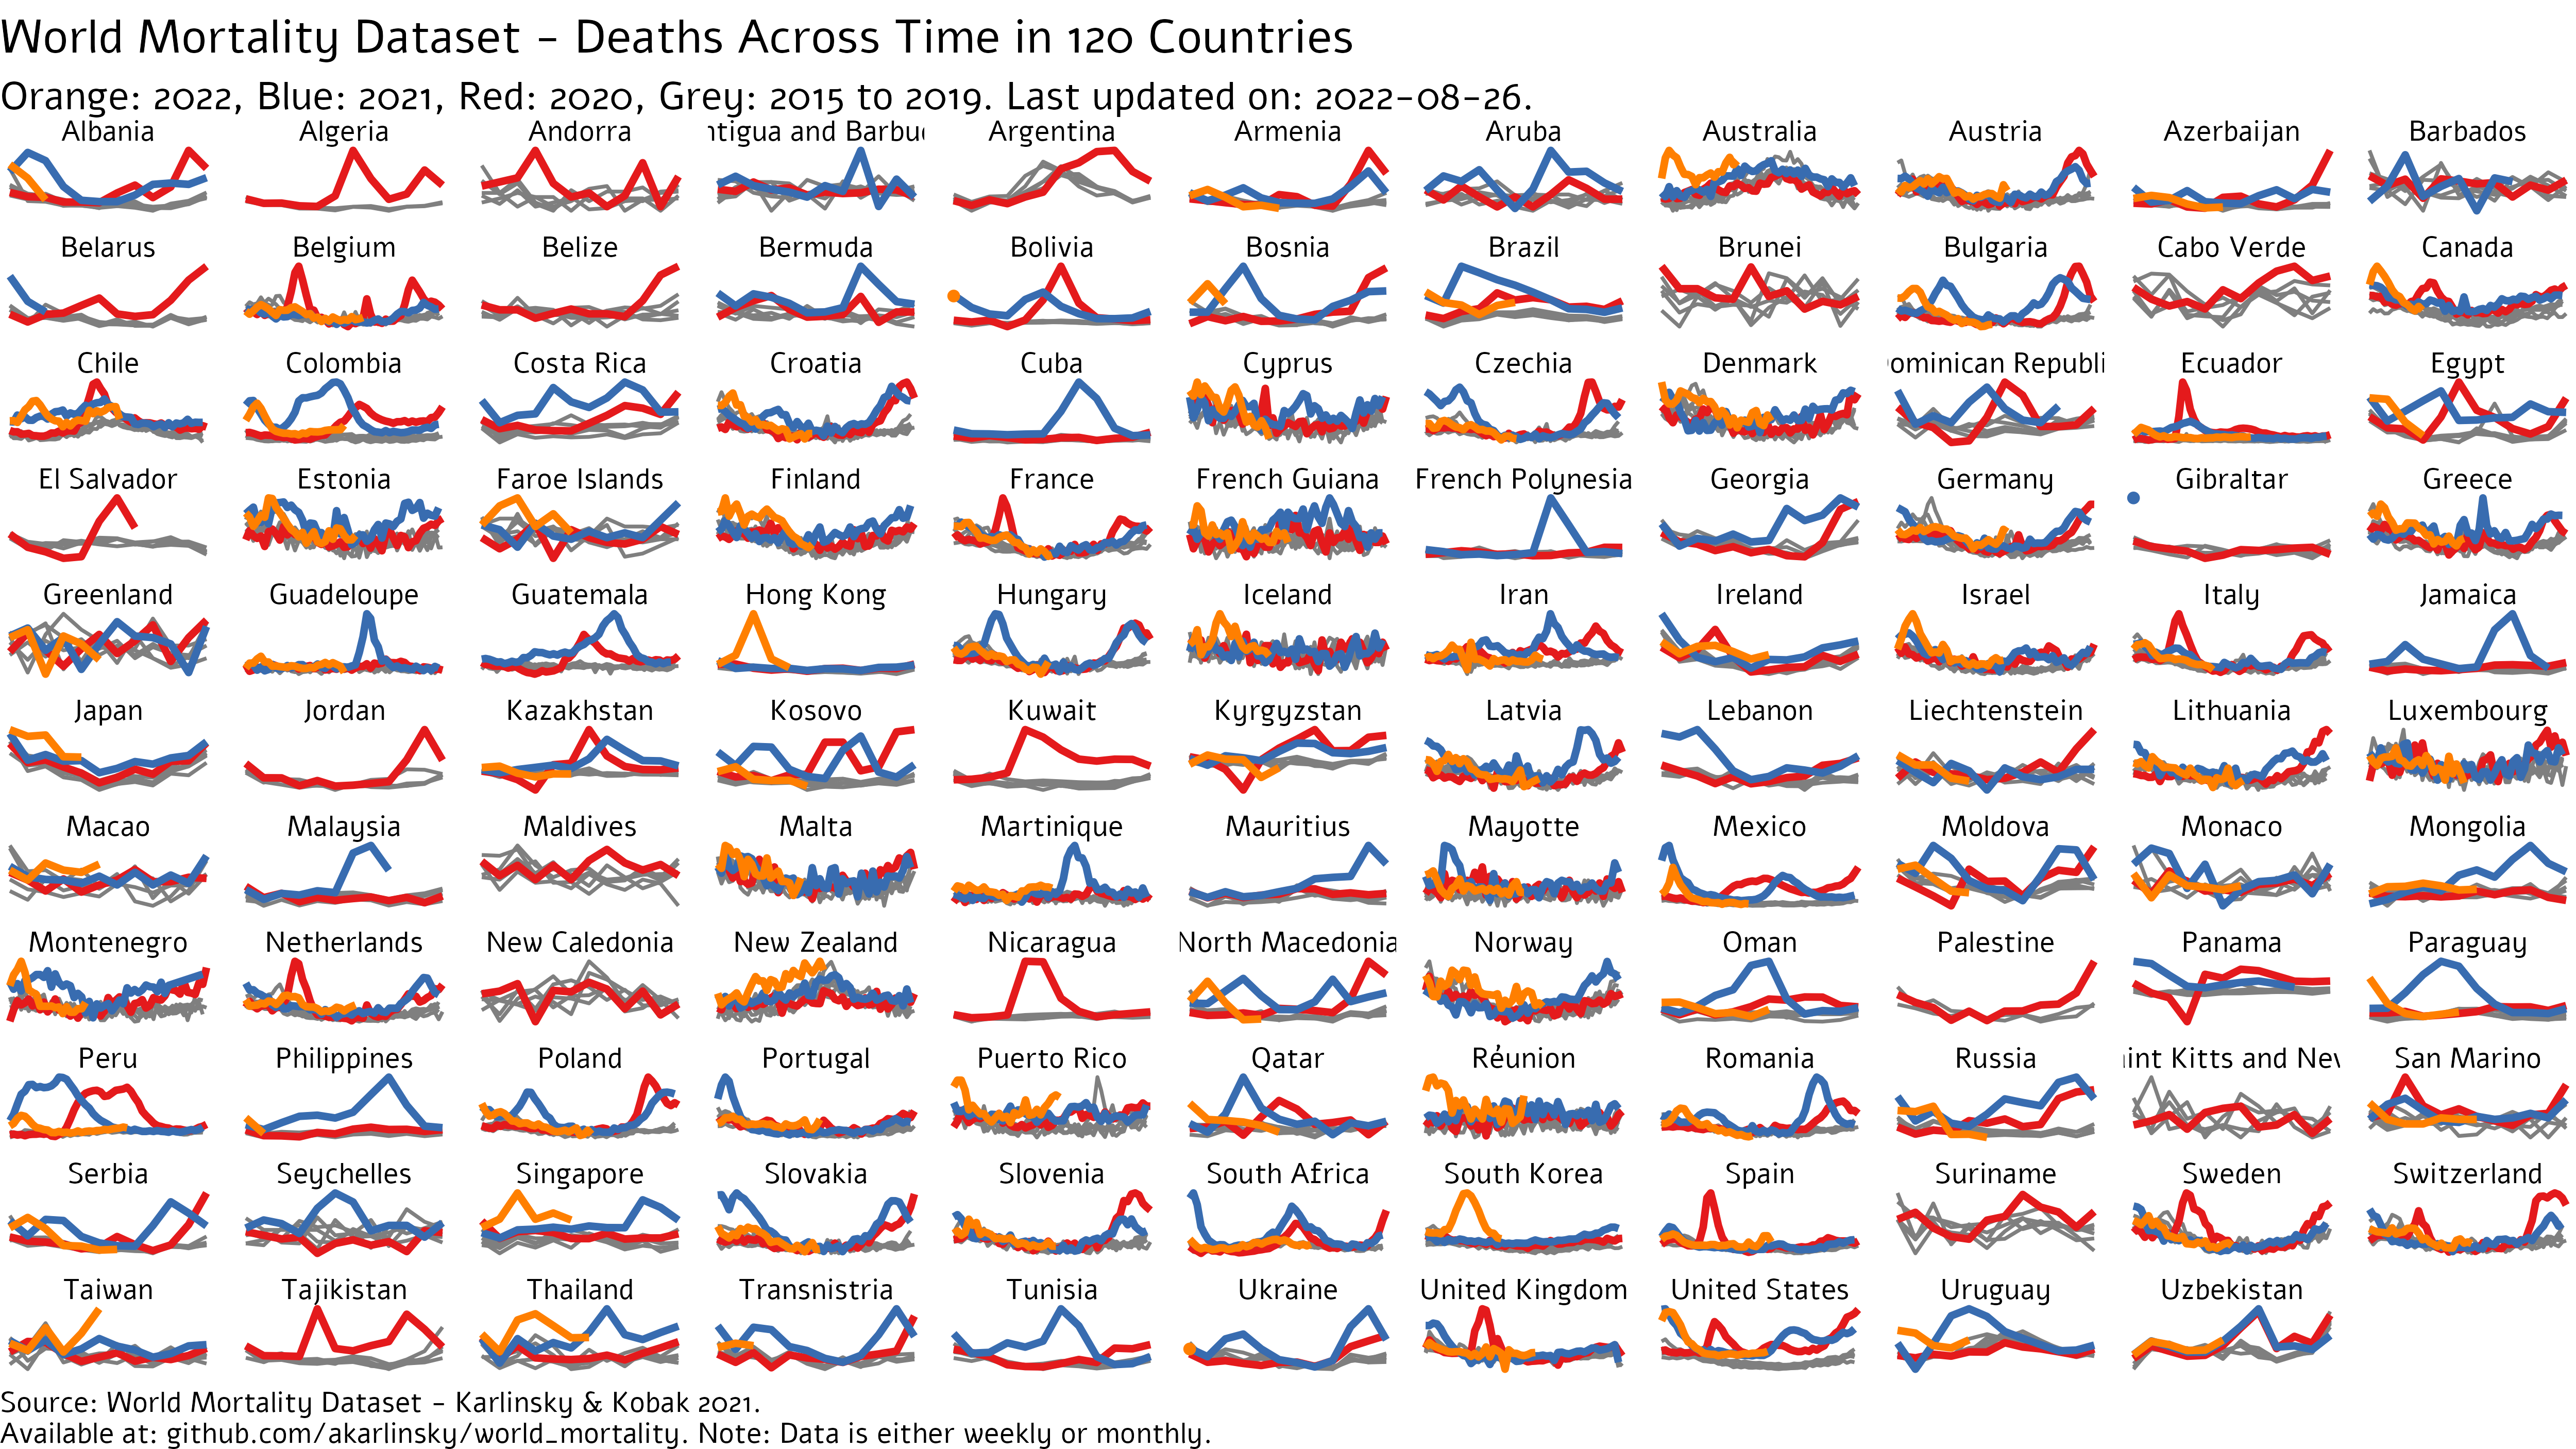 World Mortality Dataset - Deaths Across Time in 120 Countries
Orange: 2022, Blue: 2021, Red: 2020, Grey: 2015 to 2019. Last updated on: 2022-08-26.
Albania Algeria Andorra ntigua and Barbu Argentina Armenia Aruba Australia Austria Azerbaijan Barbados
Belarus Belgium Belize Bermuda Bolivia Bosnia Brazil Brunei Bulgaria Cabo Verde Canada
Chile Colombia Costa Rica Croatia Cuba Cyprus Czechia Denmark ominican Republi Ecuador Egypt
El Salvador Estonia Faroe Islands Finland France French Guiana French Polynesia Georgia Germany Gibraltar Greece
Greenland Guadeloupe Guatemala Hong Kong Hungary Iceland Iran Ireland Israel Italy Jamaica
Japan Jordan Kazakhstan Kosovo Kuwait Kyrgyzstan Latvia Lebanon Liechtenstein Lithuania Luxembourg
Macao Malaysia Maldives Malta Martinique Mauritius Mayotte Mexico Moldova Monaco Mongolia
Montenegro Netherlands New Caledonia New Zealand Nicaragua North Macedonia Norway Oman Palestine Panama Paraguay
Peru Philippines Poland Portugal Puerto Rico Qatar Réunion Romania Russia int Kitts and Nev San Marino
Serbia Seychelles Singapore Slovakia Slovenia South Africa South Korea Spain Suriname Sweden Switzerland
Taiwan Tajikistan Thailand Transnistria Tunisia Ukraine United Kingdom United States Uruguay Uzbekistan
Source: World Mortality Dataset - Karlinsky & Kobak 2021.
Available at: github.com/akarlinsky/world_mortality. Note: Data is either weekly or monthly.